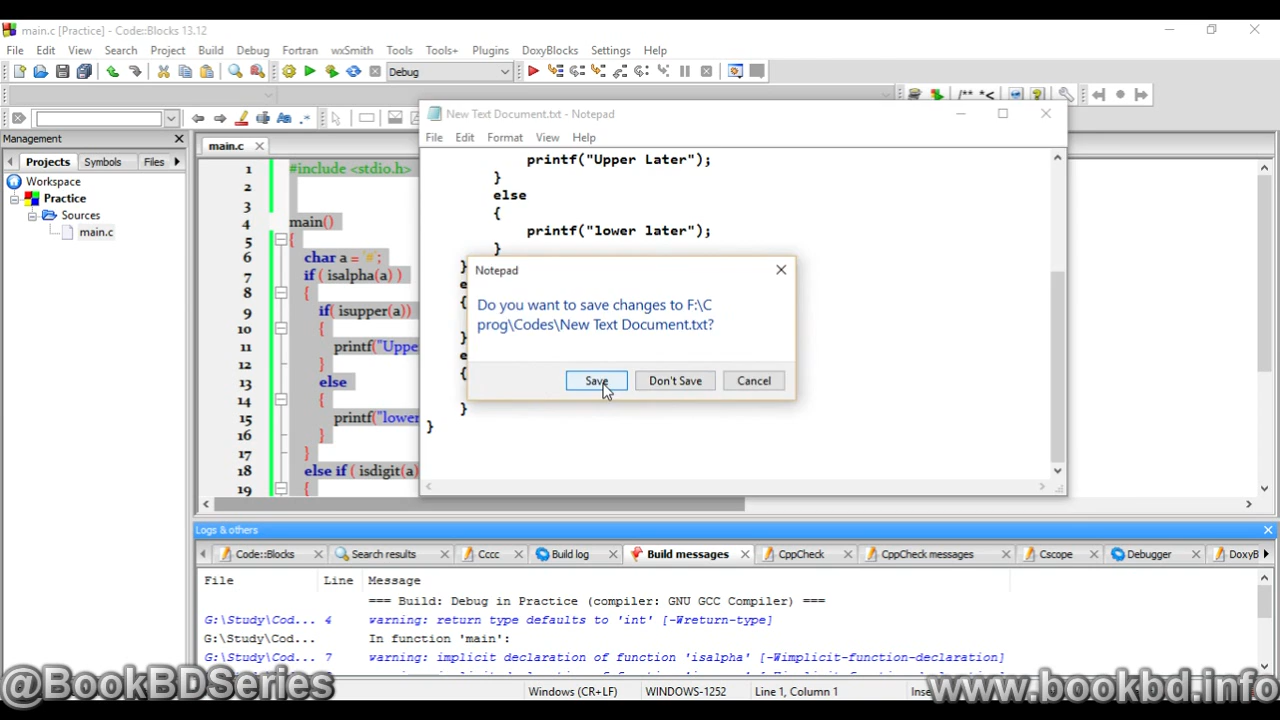 main.c [Practice] - Code::Blocks 13.12
File Edit View Search Project Build Debug Fortran wxSmith Tools Tools+ Plugins DoxyBlocks Settings Help
Debug
/** *<
Management
Projects Symbols Files
Workspace
Practice
Sources
main.c
main.c
1 #include <stdio.h>
2
3
4 main()
5 {
6 char a = '#';
7 if ( isalpha(a) )
8 {
9 if( isupper(a))
10 {
11 printf("Uppe
12 }
13 else
14 {
15 printf("lower
16 }
17 }
18 else if ( isdigit(a)
19 {
New Text Document.txt - Notepad
File Edit Format View Help
printf("Upper Later");
}
else
{
printf("lower later");
}
}
e
{
}
e
{
}
}
Notepad
Do you want to save changes to F:\C
prog\Codes\New Text Document.txt?
Save Don't Save Cancel
Logs & others
Code::Blocks Search results Cccc Build log Build messages CppCheck CppCheck messages Cscope Debugger DoxyB
File Line Message
=== Build: Debug in Practice (compiler: GNU GCC Compiler) ===
G:\Study\Cod... 4 warning: return type defaults to 'int' [-Wreturn-type]
G:\Study\Cod... In function 'main':
G:\Study\Cod... 7 warning: implicit declaration of function 'isalpha' [-Wimplicit-function-declaration]
Windows (CR+LF) WINDOWS-1252 Line 1, Column 1 Inse
@BookBDSeries
www.bookbd.info